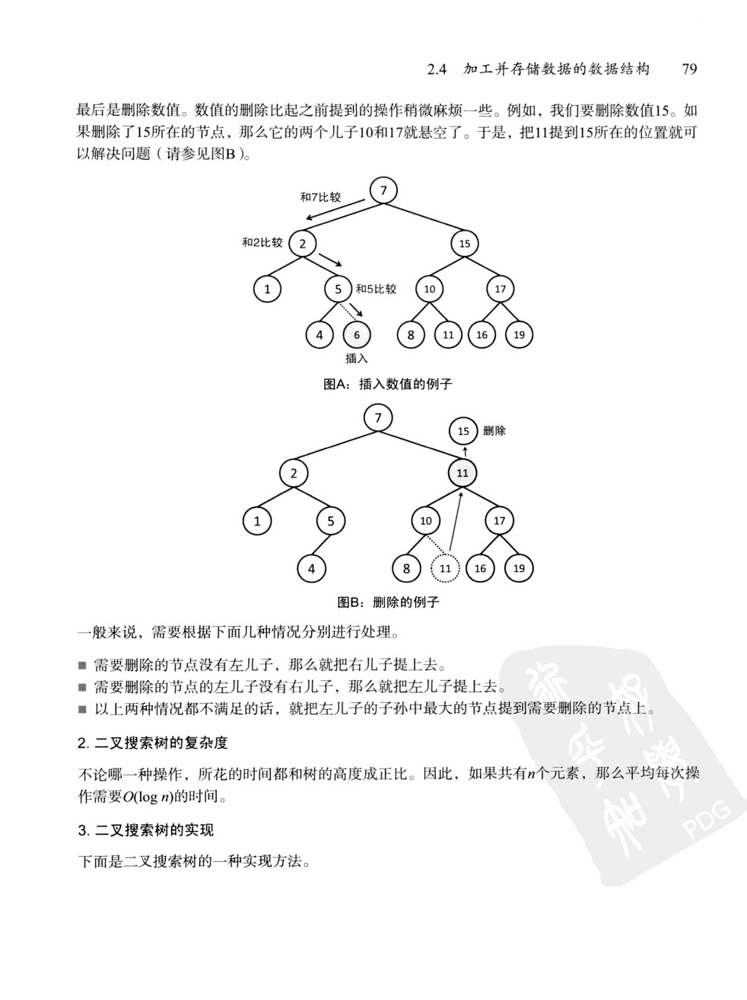 2.4 加工并存储数据的数据结构 79
最后是删除数值。数值的删除比起之前提到的操作稍微麻烦一些。例如，我们要删除数值15。如
果删除了15所在的节点，那么它的两个儿子10和17就悬空了。于是，把11提到15所在的位置就可
以解决问题（请参见图B）。
7
和7比较
和2比较 2 15
1 5 和5比较 10 17
4 6 8 11 16 19
插入
图A：插入数值的例子
7
15 删除
2 11
1 5 10 17
4 8 11 16 19
图B：删除的例子
一般来说，需要根据下面几种情况分别进行处理。
■ 需要删除的节点没有左儿子，那么就把右儿子提上去。
■ 需要删除的节点的左儿子没有右儿子，那么就把左儿子提上去。
■ 以上两种情况都不满足的话，就把左儿子的子孙中最大的节点提到需要删除的节点上。
2. 二叉搜索树的复杂度
不论哪一种操作，所花的时间都和树的高度成正比。因此，如果共有n个元素，那么平均每次操
作需要O(log n)的时间。
3. 二叉搜索树的实现
PDG
下面是二叉搜索树的一种实现方法。